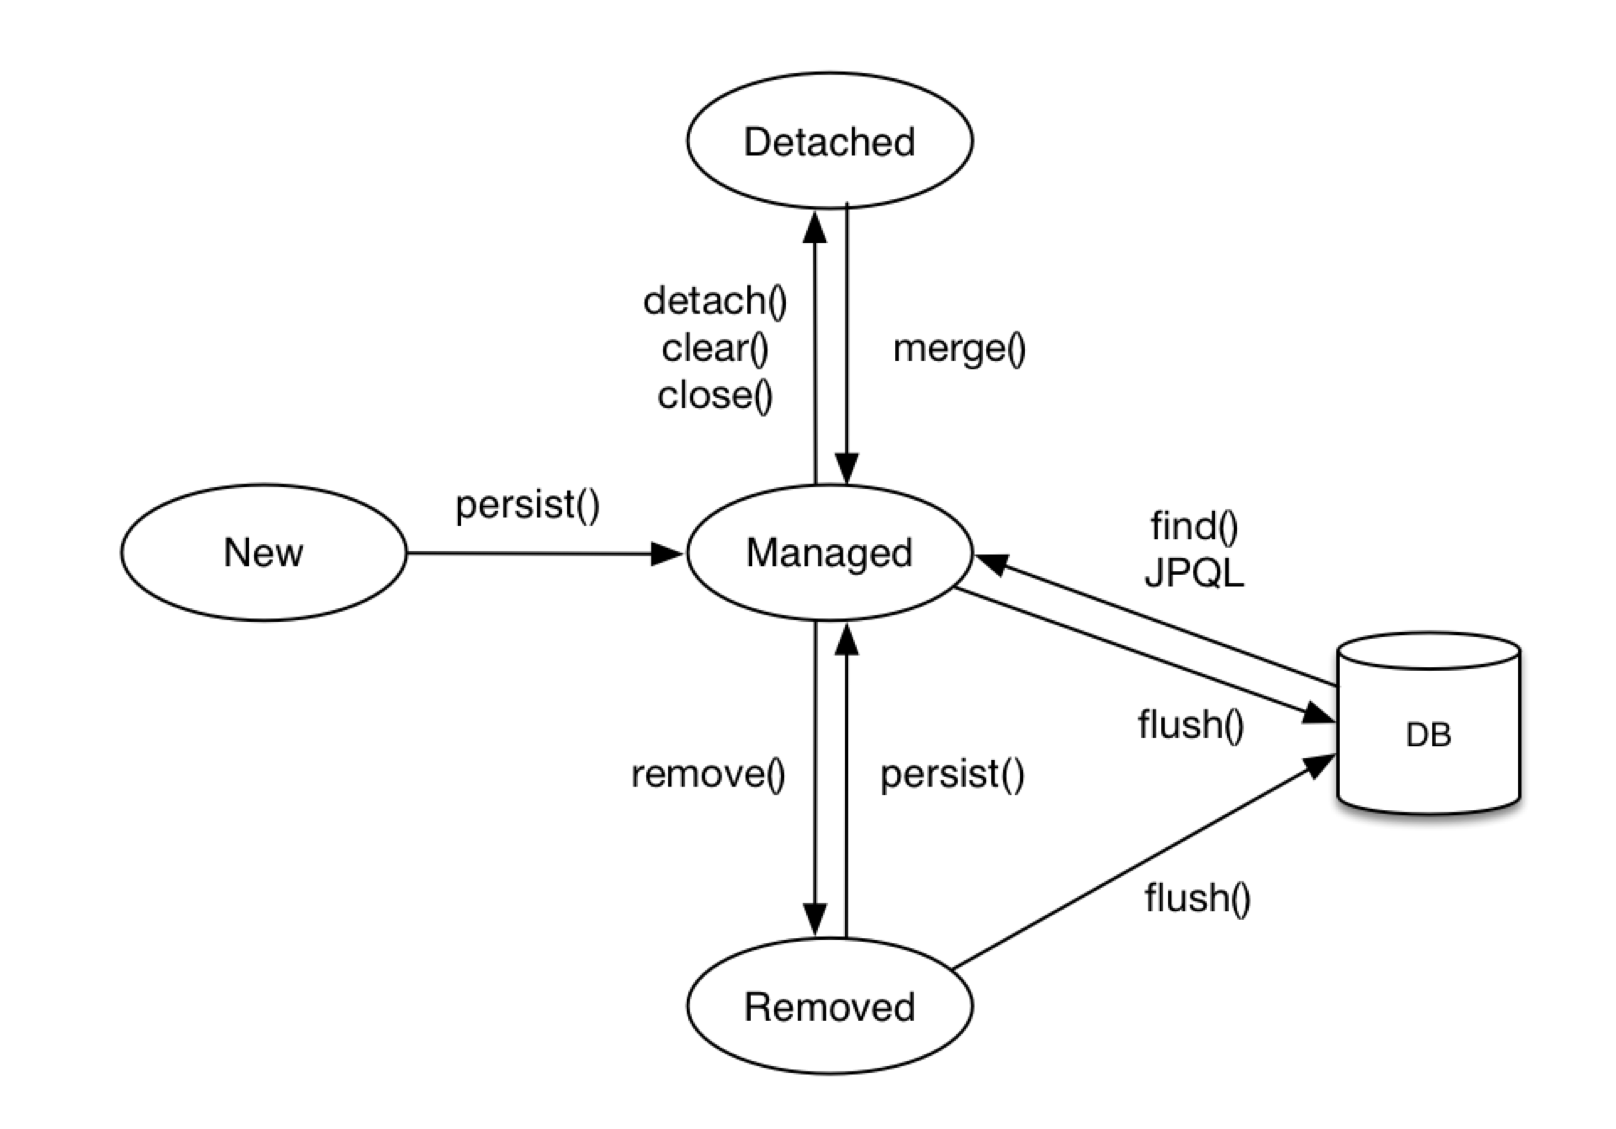 Detached
detach()
clear()
close()
merge()
New
persist()
Managed
find()
JPQL
flush()
DB
remove()
persist()
flush()
Removed